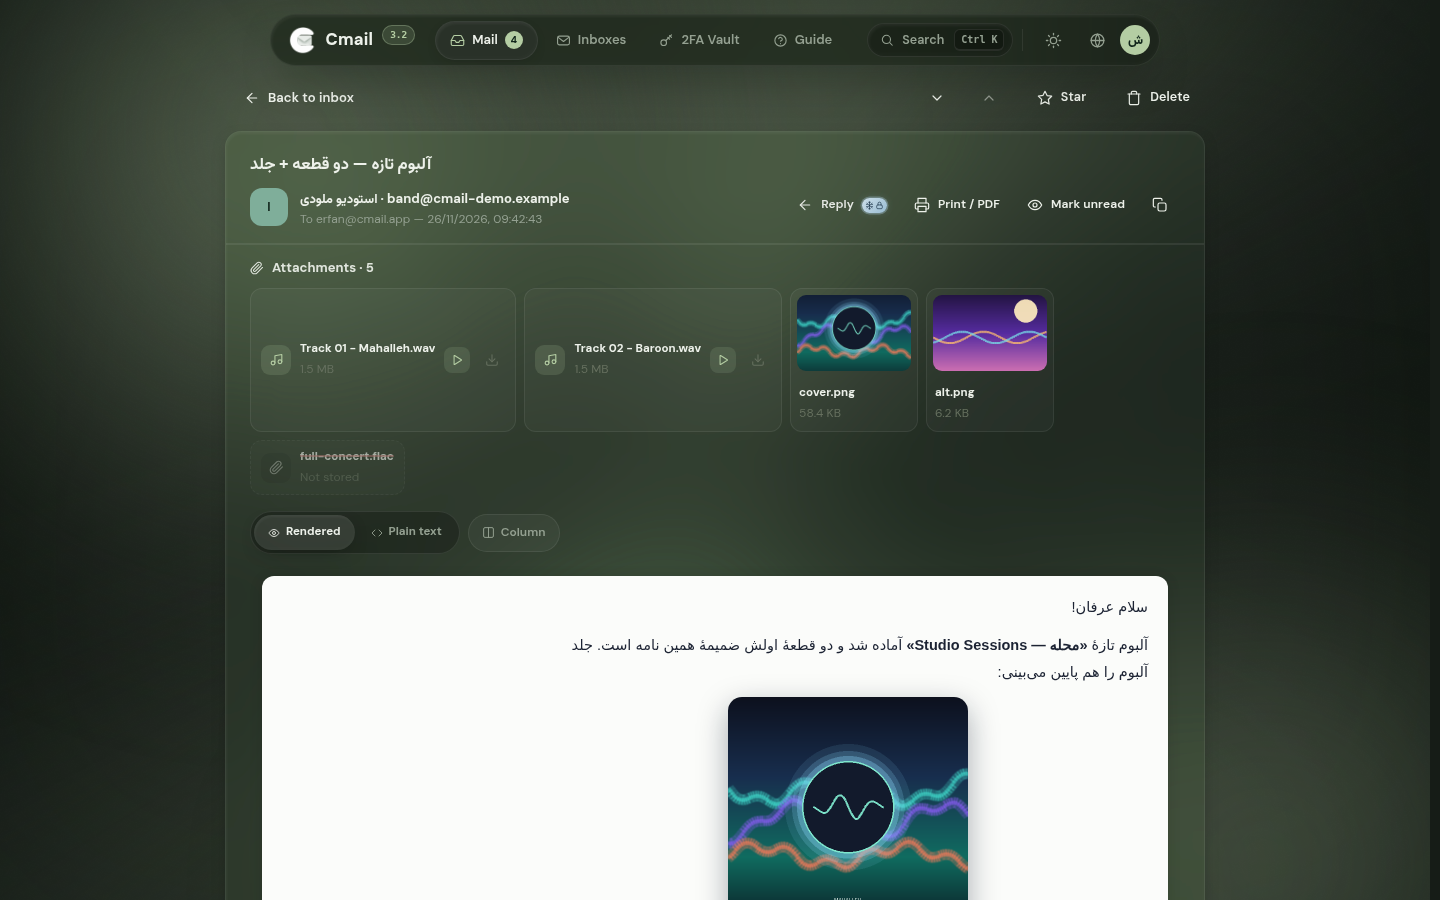 Cmail 3.2 Mail 4 Inboxes 2FA Vault Guide Search Ctrl K ش
Back to inbox Star Delete
آلبوم تازه — دو قطعه + جلد
ا
استودیو ملودی · band@cmail-demo.example
To erfan@cmail.app — 26/11/2026, 09:42:43
Reply Print / PDF Mark unread
Attachments · 5
Track 01 - Mahalleh.wav
1.5 MB
Track 02 - Baroon.wav
1.5 MB
cover.png
58.4 KB
alt.png
6.2 KB
full-concert.flac
Not stored
Rendered Plain text Column
سلام عرفان!
آلبوم تازهٔ «محله — Studio Sessions» آماده شد و دو قطعهٔ اولش ضمیمهٔ همین نامه است. جلد
آلبوم را هم پایین می‌بینی: